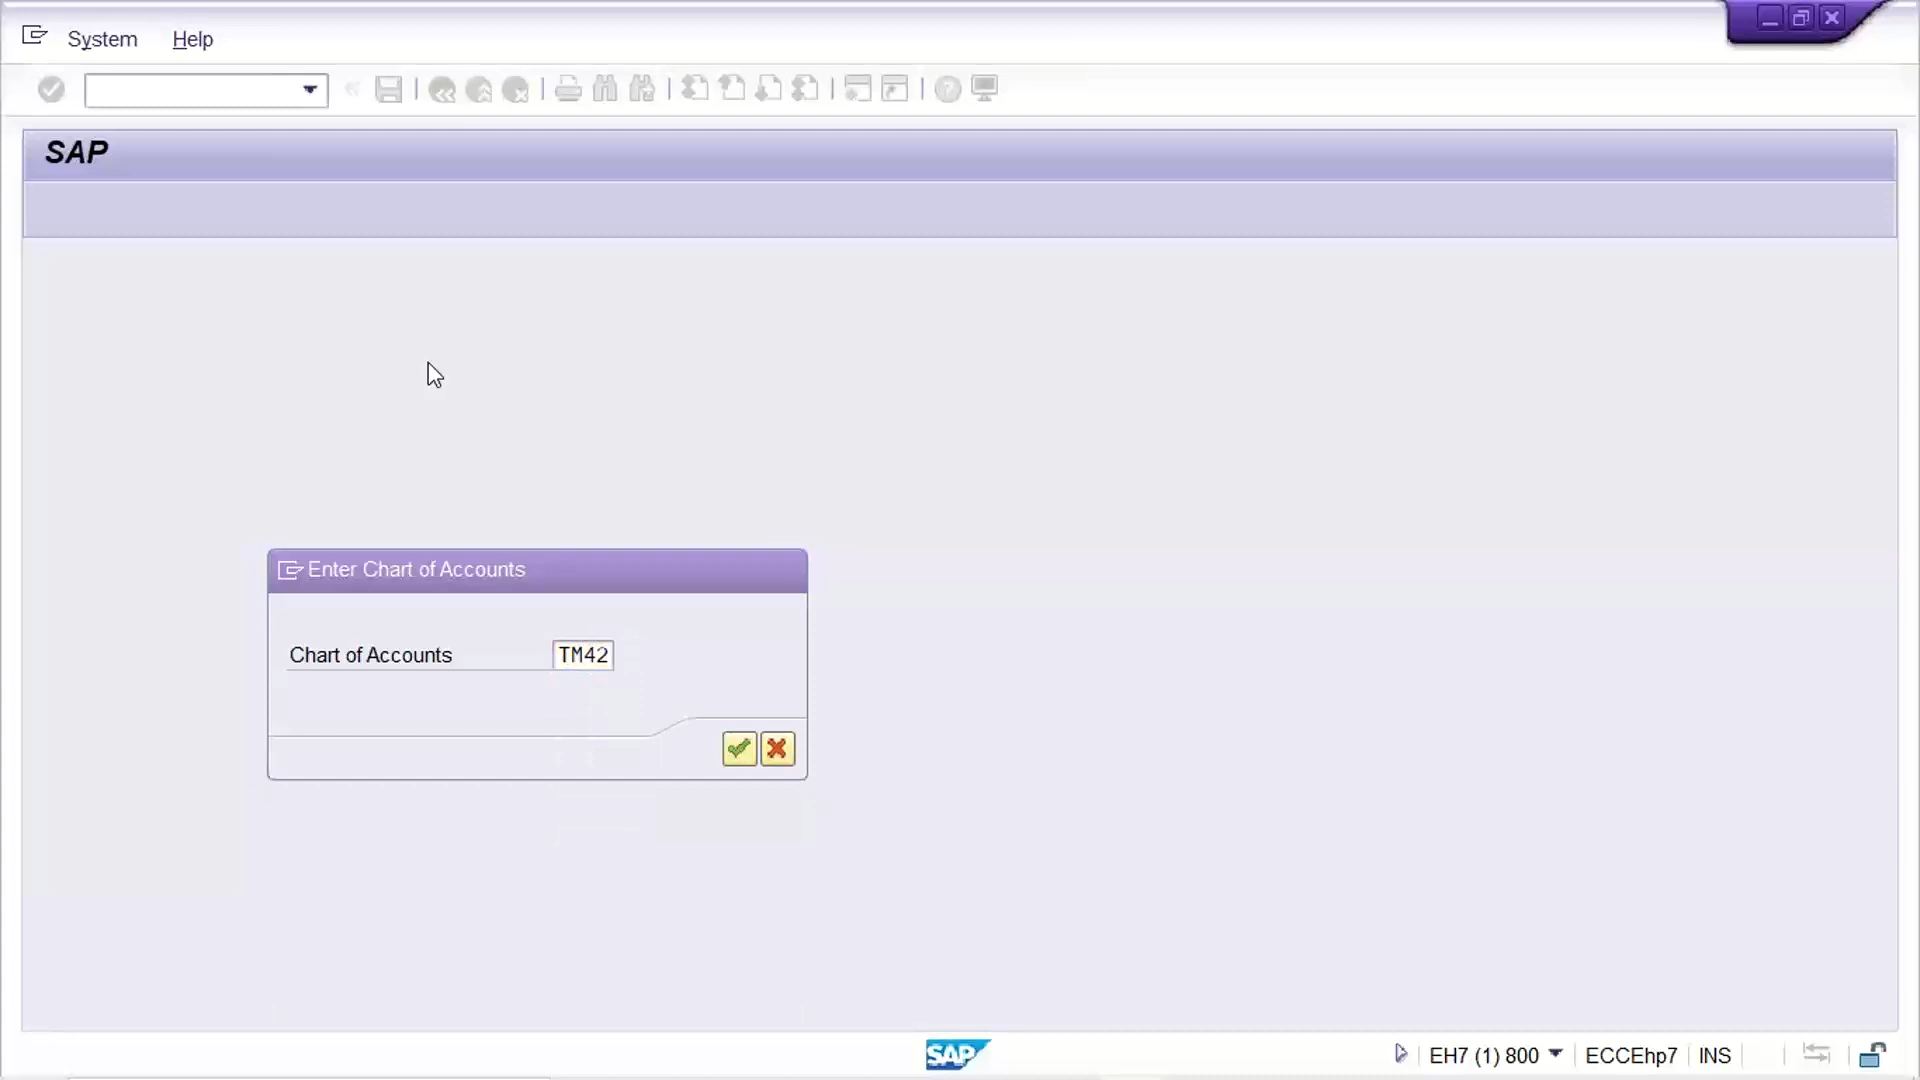 System Help
SAP
Enter Chart of Accounts
Chart of Accounts TM42
SAP EH7 (1) 800 ECCEhp7 INS